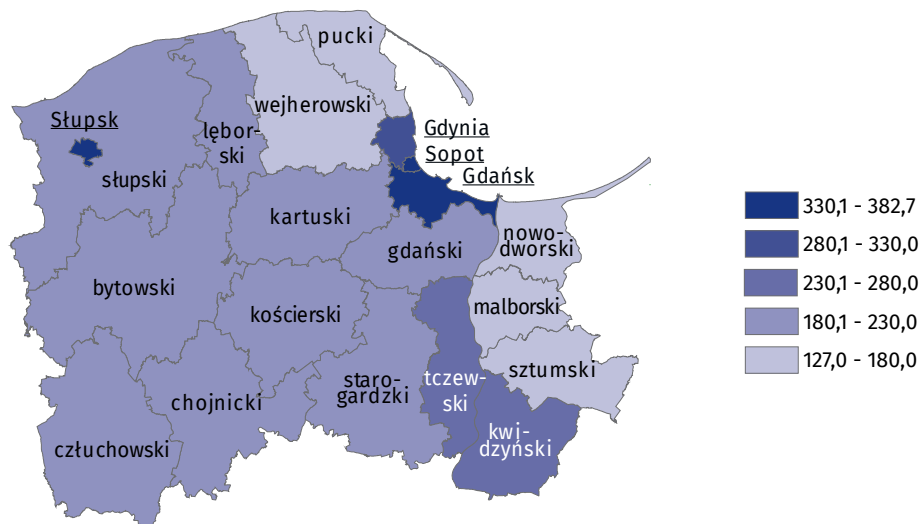 pucki
wejherowski
Słupsk
lębor-
ski
Gdynia
Sopot
Gdańsk
słupski
kartuski
gdański
nowo-
dworski
bytowski
kościerski
malborski
sztumski
staro-
gardzki
tczew-
ski
chojnicki
człuchowski
kwi-
dzyński
330,1 - 382,7
280,1 - 330,0
230,1 - 280,0
180,1 - 230,0
127,0 - 180,0